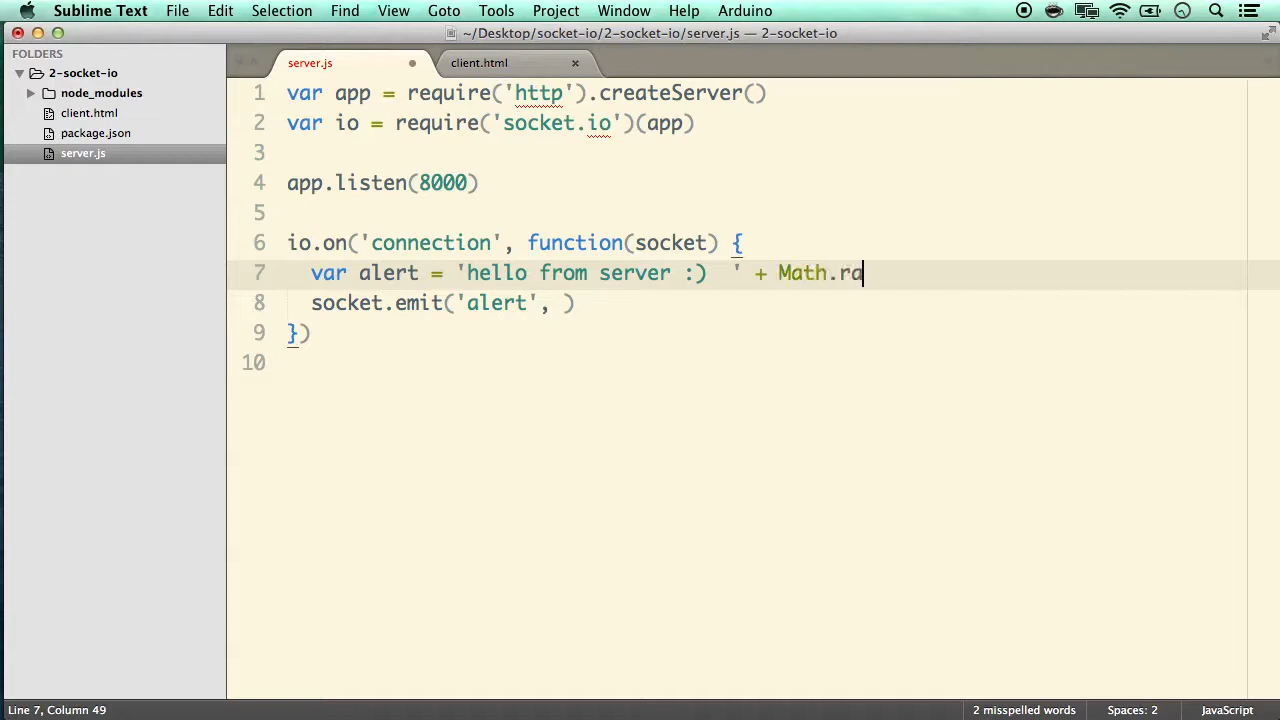 Sublime Text File Edit Selection Find View Goto Tools Project Window Help Arduino
~/Desktop/socket-io/2-socket-io/server.js — 2-socket-io
FOLDERS
2-socket-io
node_modules
client.html
package.json
server.js
server.js client.html
1 var app = require('http').createServer()
2 var io = require('socket.io')(app)
3
4 app.listen(8000)
5
6 io.on('connection', function(socket) {
7   var alert = 'hello from server :)  ' + Math.ra
8   socket.emit('alert', )
9 })
10
Line 7, Column 49 2 misspelled words Spaces: 2 JavaScript